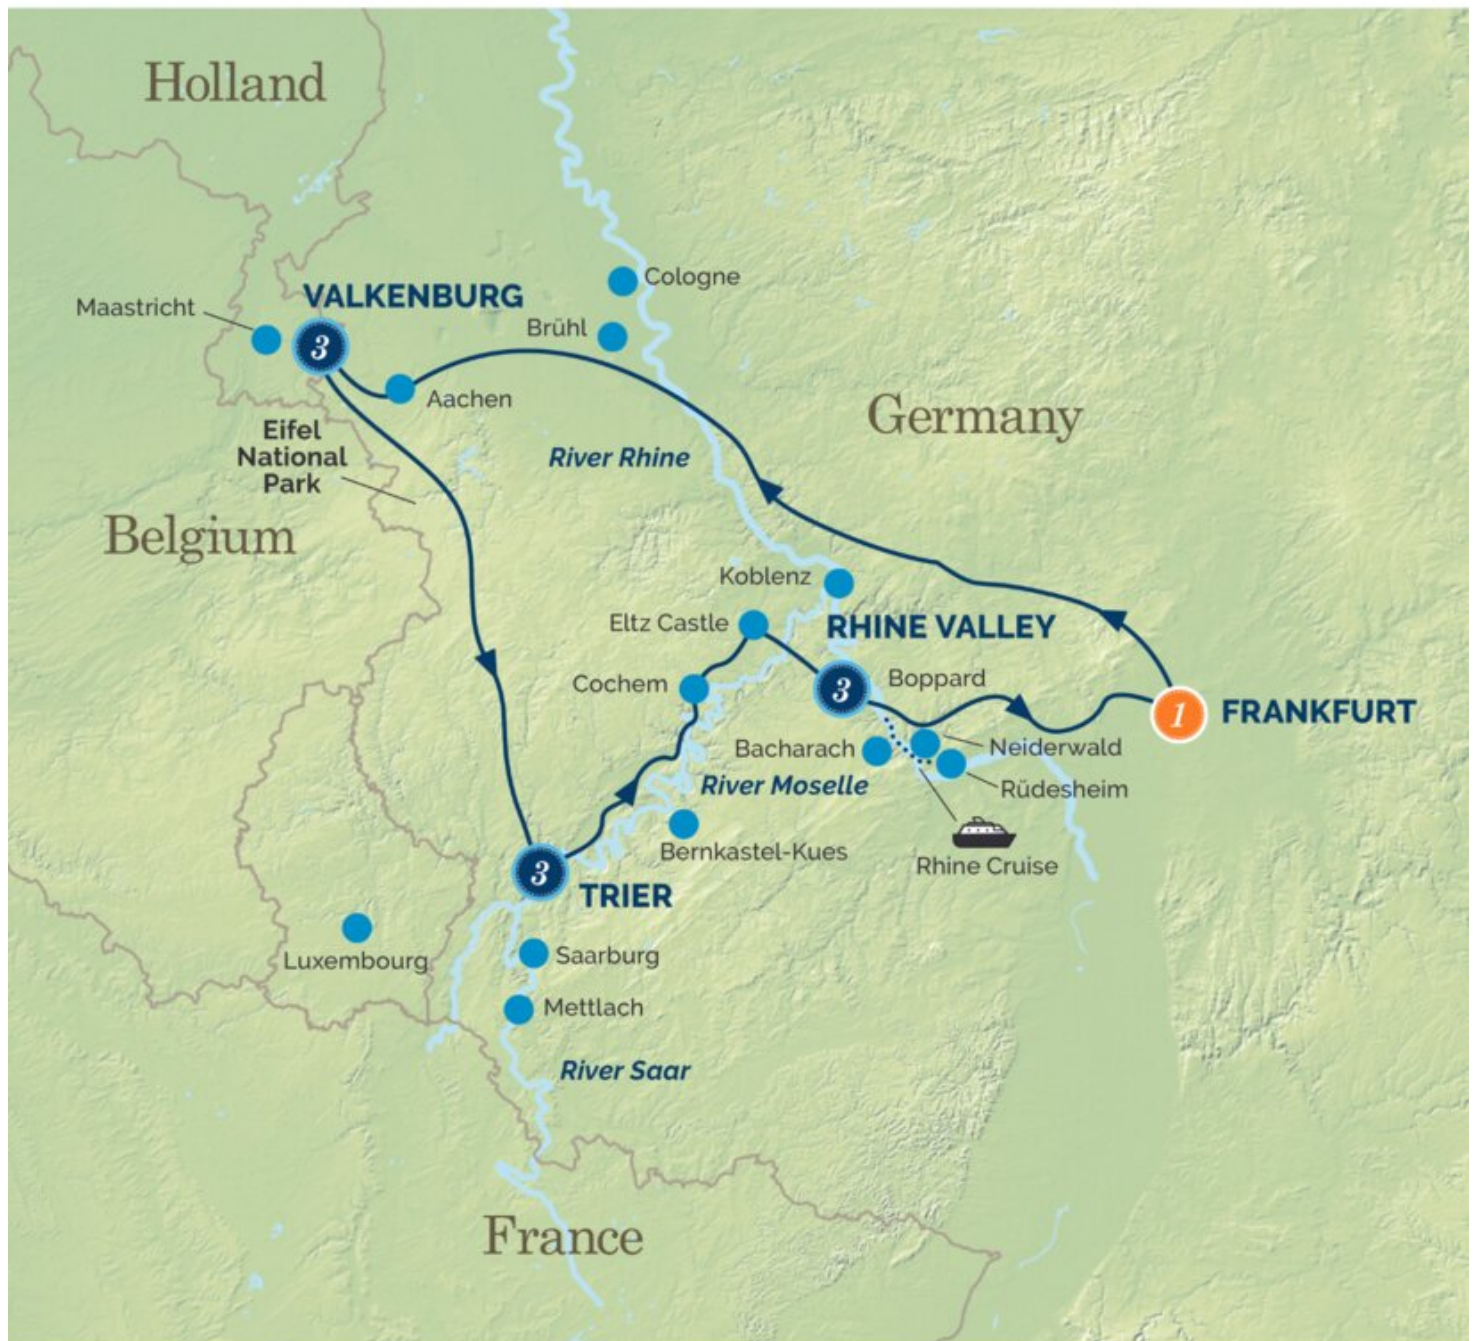 Holland
Cologne
VALKENBURG
Maastricht
3
Brühl
Aachen
Germany
Eifel
National
Park
River Rhine
Belgium
Koblenz
Eltz Castle
RHINE VALLEY
Cochem
3
Boppard
1
FRANKFURT
Bacharach
Neiderwald
River Moselle
Rüdesheim
Bernkastel-Kues
Rhine Cruise
3
TRIER
Luxembourg
Saarburg
Mettlach
River Saar
France